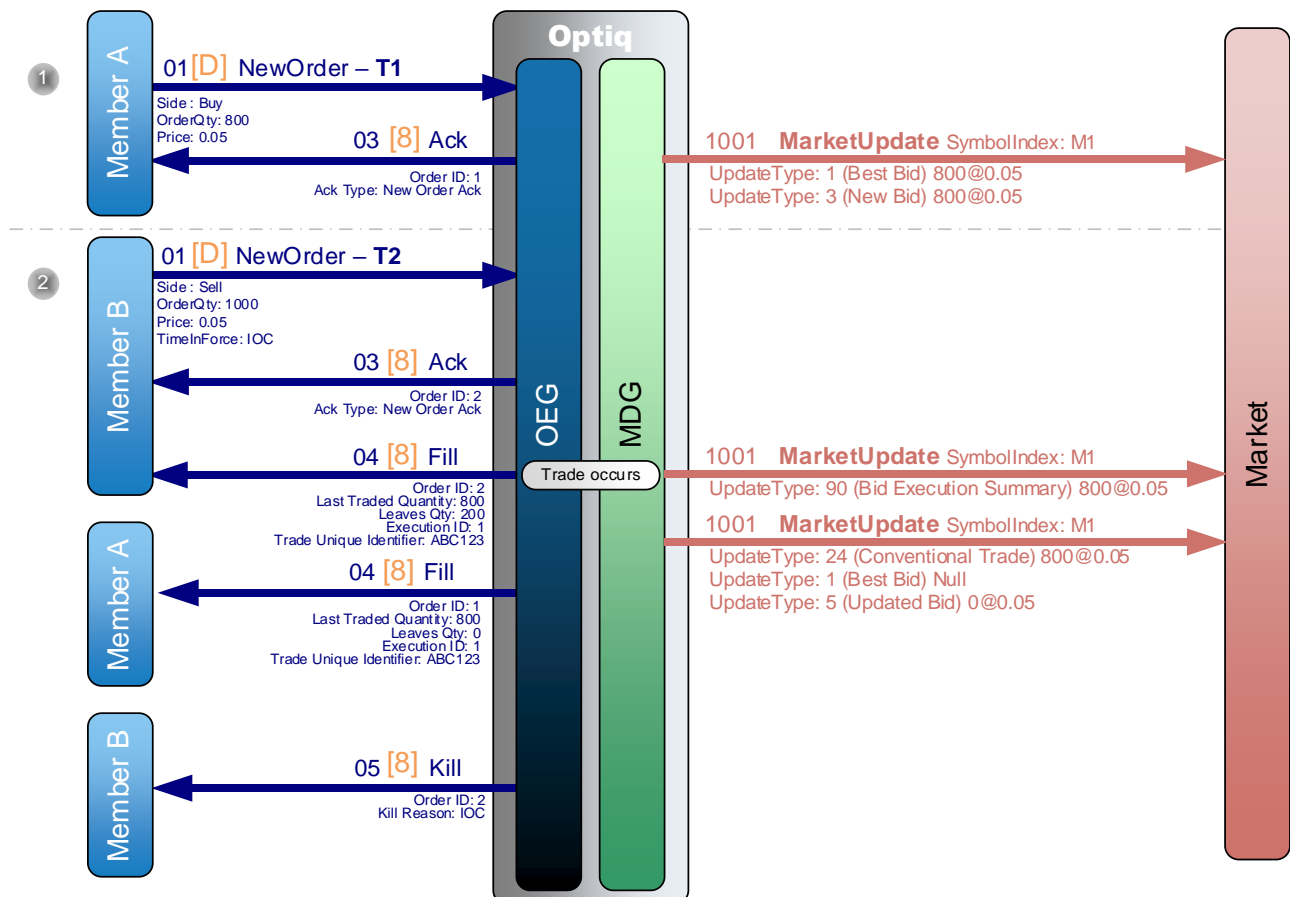 Optiq
1
Member A
01 [D] NewOrder – T1
Side : Buy
OrderQty: 800
Price: 0.05
03 [8] Ack
Order ID: 1
Ack Type: New Order Ack
1001 MarketUpdate SymbolIndex: M1
UpdateType: 1 (Best Bid) 800@0.05
UpdateType: 3 (New Bid) 800@0.05
2
Member B
01 [D] NewOrder – T2
Side : Sell
OrderQty: 1000
Price: 0.05
TimeInForce: IOC
03 [8] Ack
Order ID: 2
Ack Type: New Order Ack
OEG
MDG
Market
04 [8] Fill
Trade occurs
Order ID: 2
Last Traded Quantity: 800
Leaves Qty: 200
Execution ID: 1
Trade Unique Identifier: ABC123
1001 MarketUpdate SymbolIndex: M1
UpdateType: 90 (Bid Execution Summary) 800@0.05
1001 MarketUpdate SymbolIndex: M1
UpdateType: 24 (Conventional Trade) 800@0.05
UpdateType: 1 (Best Bid) Null
UpdateType: 5 (Updated Bid) 0@0.05
Member A
04 [8] Fill
Order ID: 1
Last Traded Quantity: 800
Leaves Qty: 0
Execution ID: 1
Trade Unique Identifier: ABC123
Member B
05 [8] Kill
Order ID: 2
Kill Reason: IOC